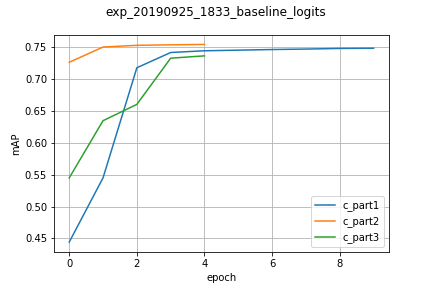 exp_20190925_1833_baseline_logits
0.75
0.70
0.65
0.60
0.55
0.50
0.45
mAP
0 2 4 6 8
epoch
c_part1
c_part2
c_part3